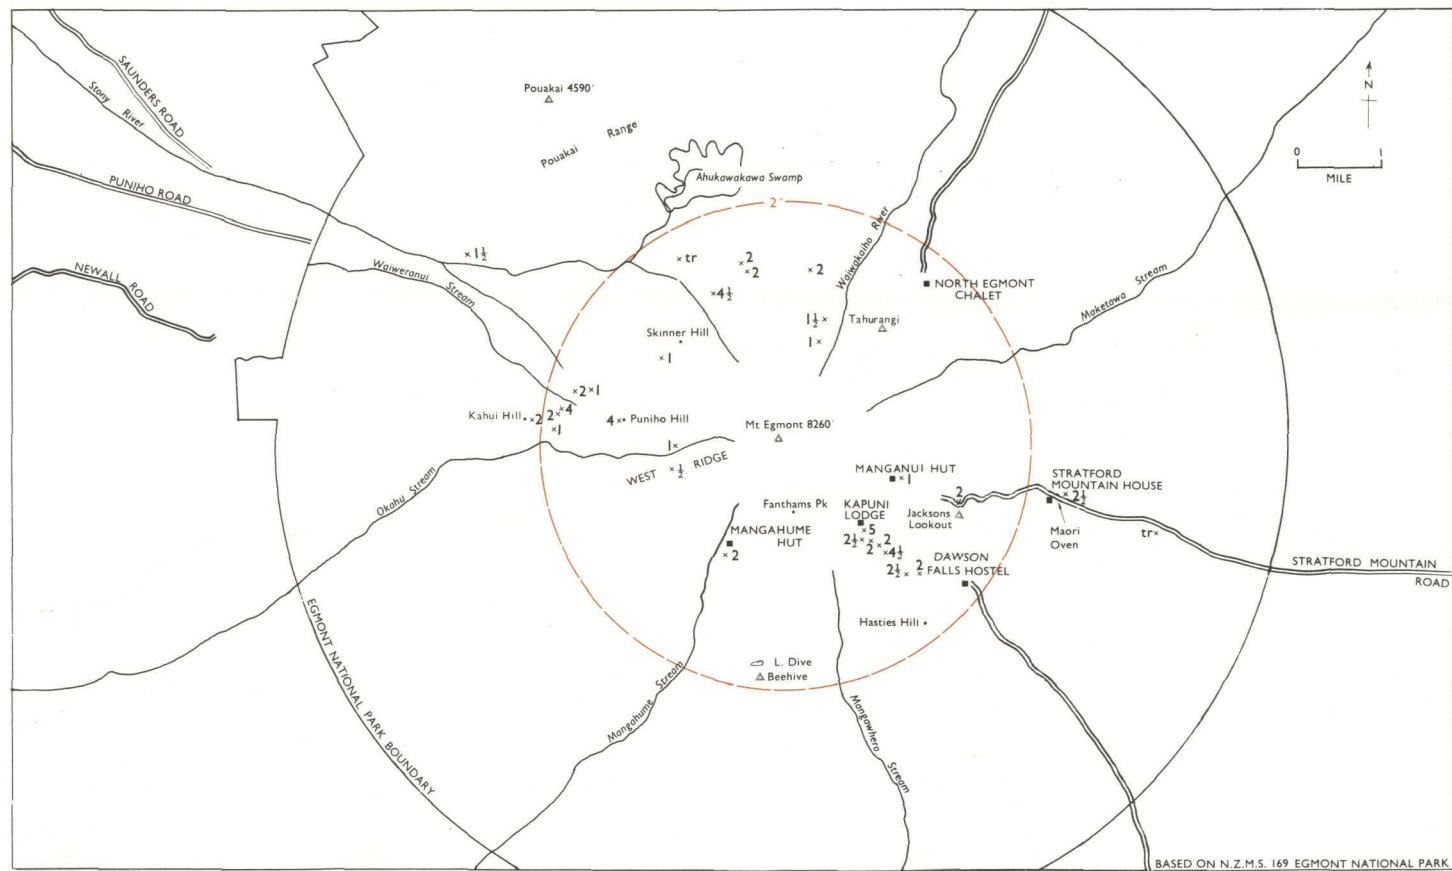 SAUNDERS ROAD
Stony River
Pouakai 4590'
Pouakai Range
N
0 1
MILE
PUNIHO ROAD
Ahukawakawa Swamp
2"
Waiwakaiho River
NEWALL ROAD
Waiweranui Stream
1½
tr
2
2
2
4½
NORTH EGMONT
CHALET
Maketawa Stream
1½
Tahurangi
Skinner Hill
1
1
2 1
Kahui Hill
2
2 4
1
4
Puniho Hill
Mt Egmont 8260'
1
½
WEST RIDGE
Okahu Stream
MANGANUI HUT
1
STRATFORD
MOUNTAIN HOUSE
2½
2
Jacksons
Lookout
Maori
Oven
tr
Fanthams Pk
KAPUNI
LODGE
5
2½ 2
2 4½
2½ 2
MANGAHUME
HUT
2
DAWSON
FALLS HOSTEL
STRATFORD MOUNTAIN
ROAD
EGMONT NATIONAL PARK BOUNDARY
Hasties Hill
L. Dive
Beehive
Mangahume Stream
Mangawhero Stream
BASED ON N.Z.M.S. 169 EGMONT NATIONAL PARK